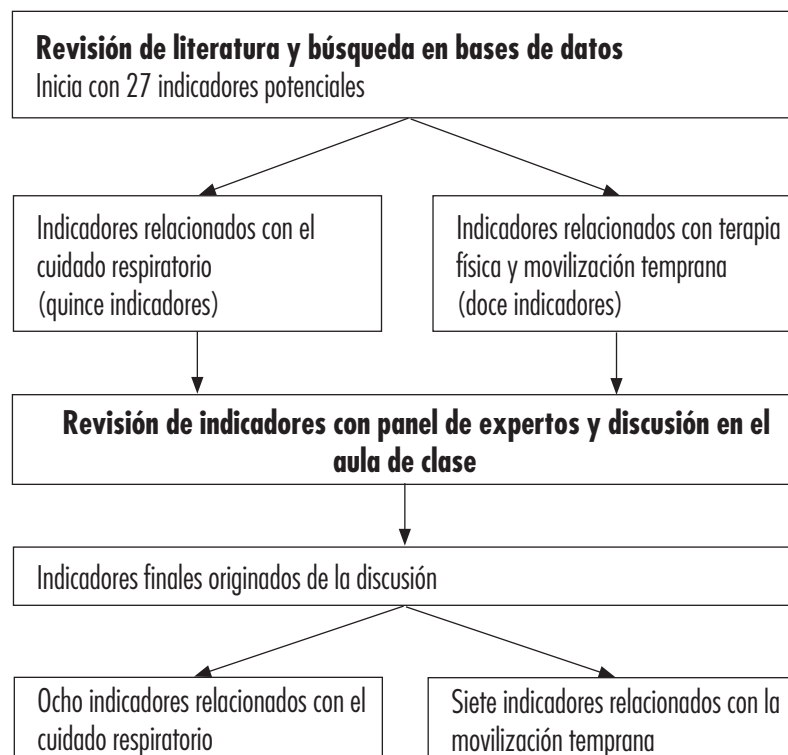 Revisión de literatura y búsqueda en bases de datos
Inicia con 27 indicadores potenciales
Indicadores relacionados con el
cuidado respiratorio
(quince indicadores)
Indicadores relacionados con terapia
física y movilización temprana
(doce indicadores)
Revisión de indicadores con panel de expertos y discusión en el
aula de clase
Indicadores finales originados de la discusión
Ocho indicadores relacionados con el
cuidado respiratorio
Siete indicadores relacionados con la
movilización temprana